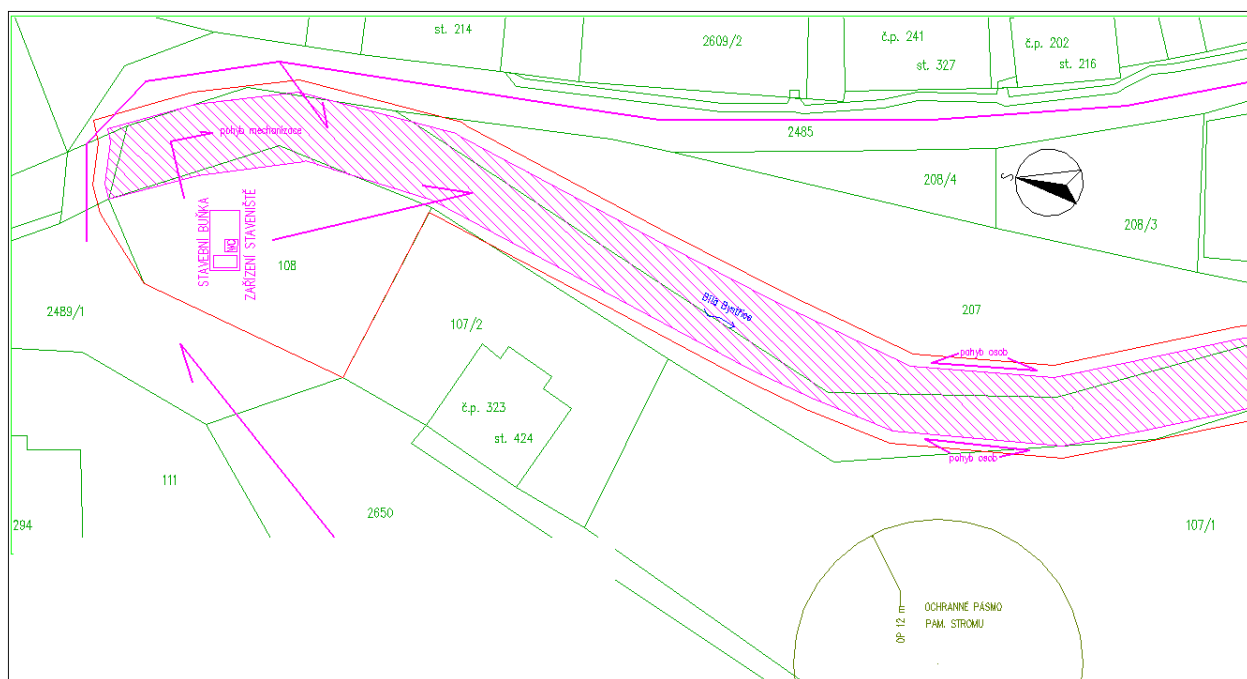 st. 214
2609/2
č.p. 241
st. 327
č.p. 202
st. 216
2485
pohyb mechanizace
208/4
S
208/3
STAVEBNÍ BUŇKA
WC
ZAŘÍZENÍ STAVENIŠTĚ
108
2489/1
107/2
Bílá Bystřice
207
pohyb osob
č.p. 323
st. 424
pohyb osob
111
2650
294
107/1
OP 12 m
OCHRANNÉ PÁSMO
PAM. STROMU